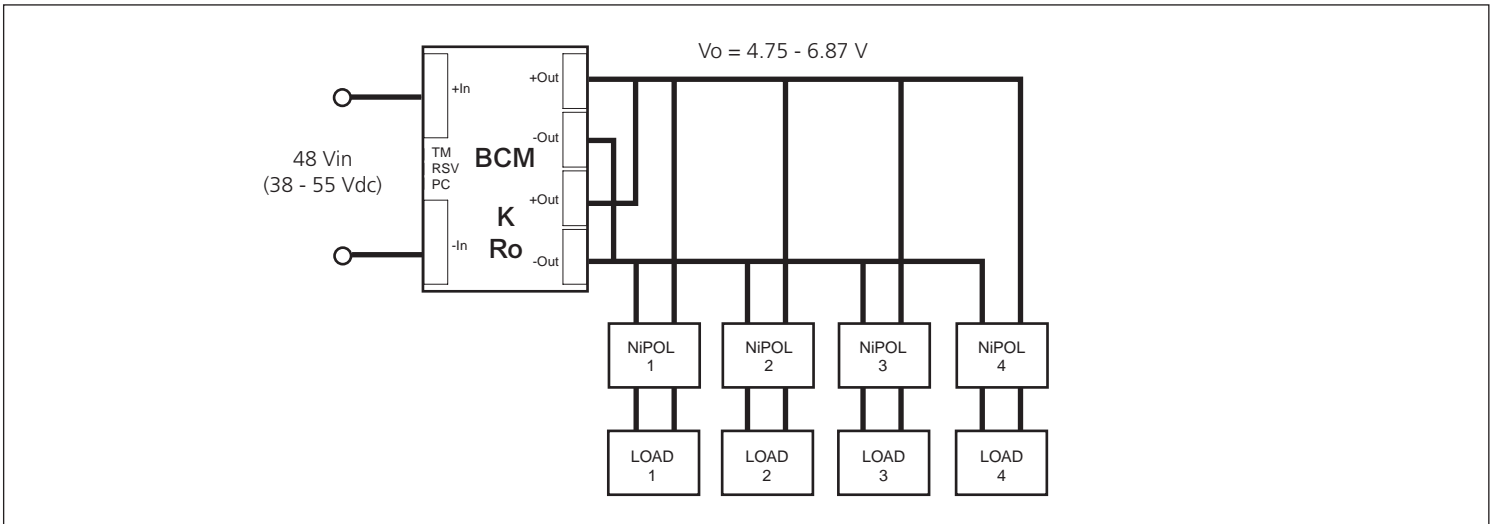 Vo = 4.75 - 6.87 V
+In
+Out
-Out
48 Vin
(38 - 55 Vdc)
TM
RSV
PC
BCM
+Out
K
Ro
-In
-Out
NiPOL
1
NiPOL
2
NiPOL
3
NiPOL
4
LOAD
1
LOAD
2
LOAD
3
LOAD
4